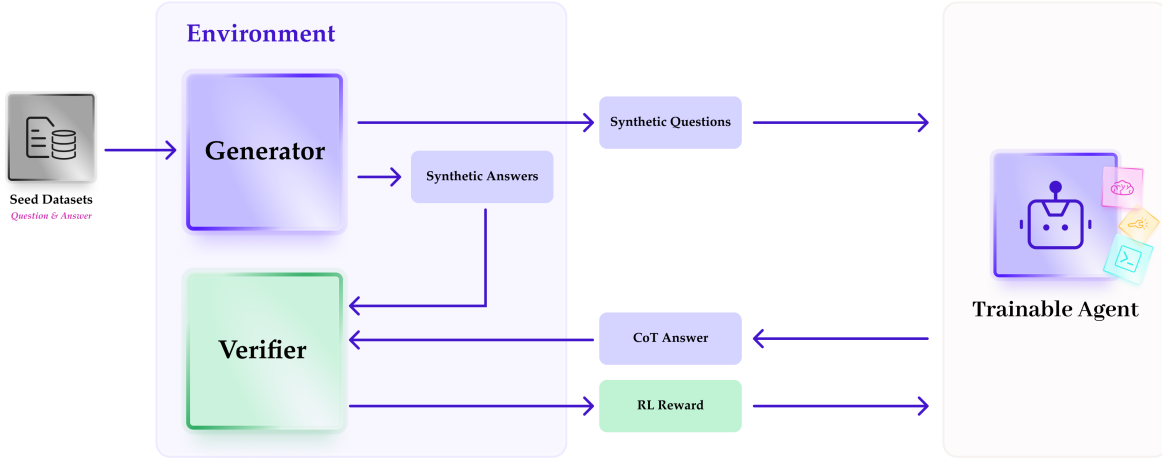 Environment
Generator
Synthetic Questions
Synthetic Answers
Seed Datasets
Question & Answer
Trainable Agent
Verifier
CoT Answer
RL Reward